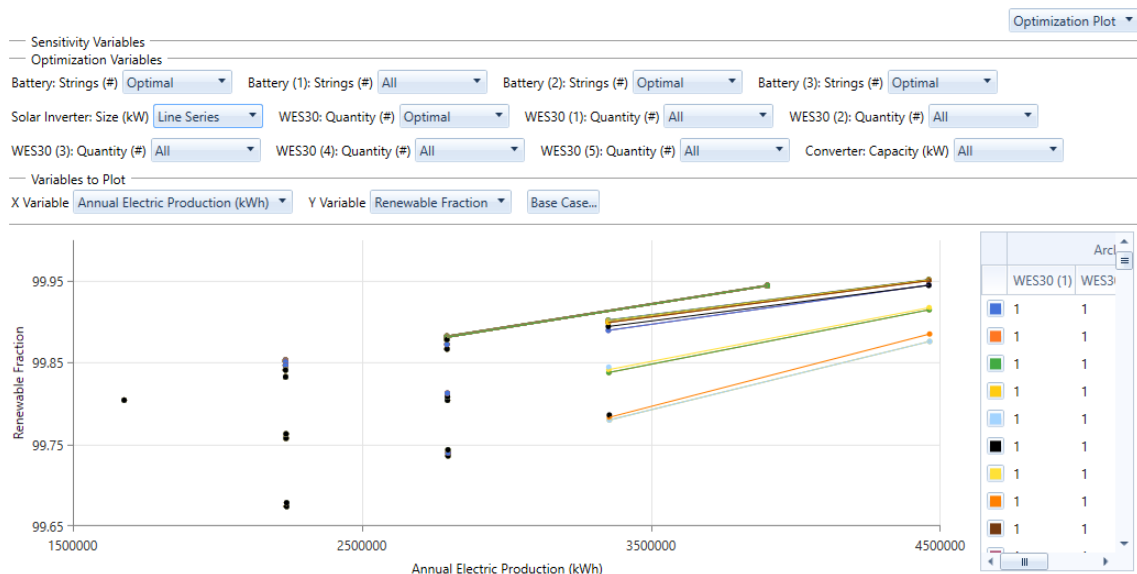 Optimization Plot
Sensitivity Variables
Optimization Variables
Battery: Strings (#) Optimal Battery (1): Strings (#) All Battery (2): Strings (#) Optimal Battery (3): Strings (#) Optimal
Solar Inverter: Size (kW) Line Series WES30: Quantity (#) Optimal WES30 (1): Quantity (#) All WES30 (2): Quantity (#) All
WES30 (3): Quantity (#) All WES30 (4): Quantity (#) All WES30 (5): Quantity (#) All Converter: Capacity (kW) All
Variables to Plot
X Variable Annual Electric Production (kWh) Y Variable Renewable Fraction Base Case...
Arcl
WES30 (1) WES3
1 1
1 1
1 1
1 1
1 1
1 1
1 1
1 1
1 1
Renewable Fraction
99.95
99.85
99.75
99.65
1500000 2500000 3500000 4500000
Annual Electric Production (kWh)